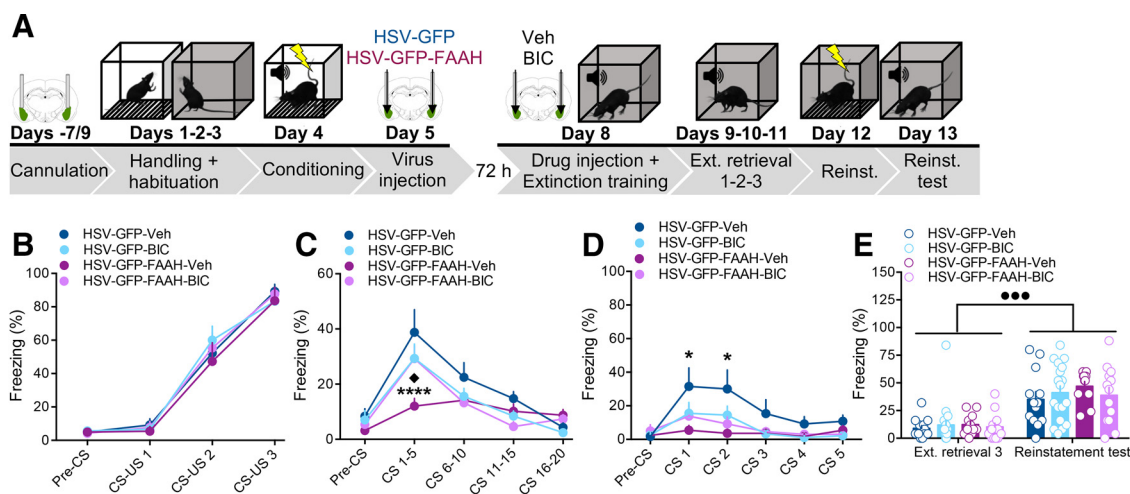 A
HSV-GFP
HSV-GFP-FAAH
Veh
BIC
Days -7/9
Days 1-2-3
Day 4
Day 5
Day 8
Days 9-10-11
Day 12
Day 13
Cannulation
Handling +
habituation
Conditioning
Virus
injection
72 h
Drug injection +
Extinction training
Ext. retrieval
1-2-3
Reinst.
Reinst.
test
B
HSV-GFP-Veh
HSV-GFP-BIC
HSV-GFP-FAAH-Veh
HSV-GFP-FAAH-BIC
Freezing (%)
100
80
60
40
20
0
Pre-CS
CS-US 1
CS-US 2
CS-US 3
C
HSV-GFP-Veh
HSV-GFP-BIC
HSV-GFP-FAAH-Veh
HSV-GFP-FAAH-BIC
Freezing (%)
60
40
20
0
****
Pre-CS
CS 1-5
CS 6-10
CS 11-15
CS 16-20
D
HSV-GFP-Veh
HSV-GFP-BIC
HSV-GFP-FAAH-Veh
HSV-GFP-FAAH-BIC
Freezing (%)
100
80
60
40
20
0
* *
Pre-CS
CS 1
CS 2
CS 3
CS 4
CS 5
E
HSV-GFP-Veh
HSV-GFP-BIC
HSV-GFP-FAAH-Veh
HSV-GFP-FAAH-BIC
Freezing (%)
150
125
100
75
50
25
0
Ext. retrieval 3
Reinstatement test